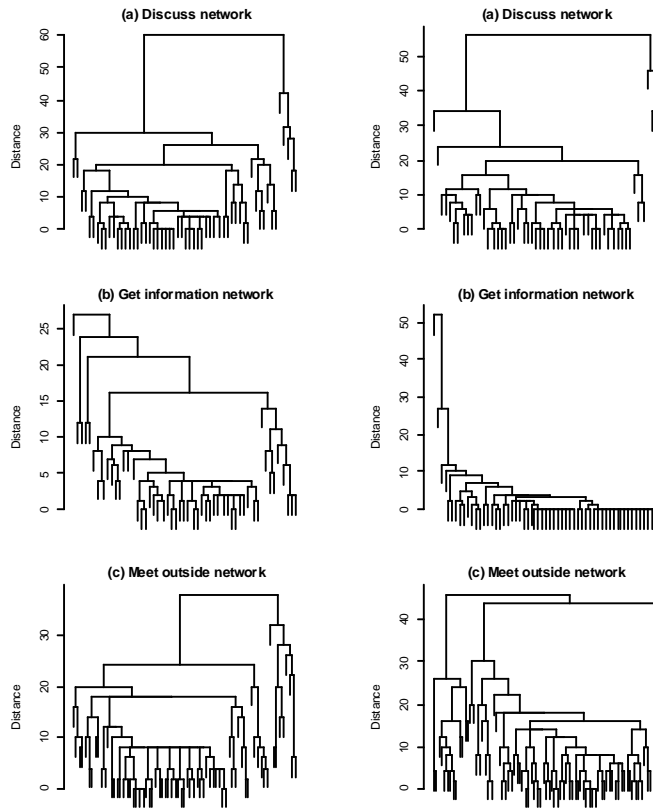 (a) Discuss network
Distance
0 10 20 30 40 50 60
(a) Discuss network
Distance
0 10 20 30 40 50
(b) Get information network
Distance
0 5 10 15 20 25
(b) Get information network
Distance
0 10 20 30 40 50
(c) Meet outside network
Distance
0 10 20 30
(c) Meet outside network
Distance
0 10 20 30 40